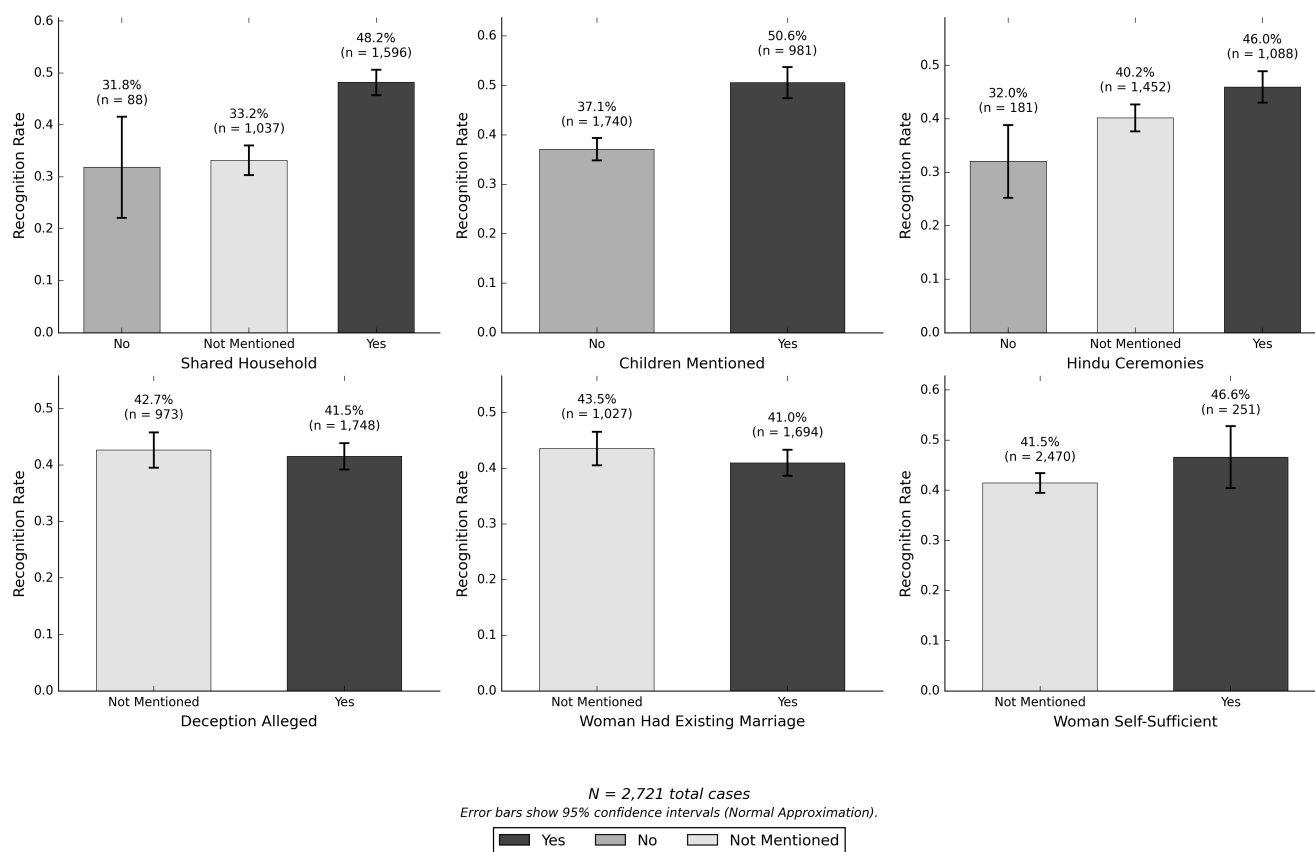 48.2%
(n = 1,596)
31.8%
(n = 88)
33.2%
(n = 1,037)
Recognition Rate
0.6
0.5
0.4
0.3
0.2
0.1
0.0
No
Not Mentioned
Yes
Shared Household
50.6%
(n = 981)
37.1%
(n = 1,740)
Recognition Rate
0.6
0.5
0.4
0.3
0.2
0.1
0.0
No
Yes
Children Mentioned
46.0%
(n = 1,088)
40.2%
(n = 1,452)
32.0%
(n = 181)
Recognition Rate
0.5
0.4
0.3
0.2
0.1
0.0
No
Not Mentioned
Yes
Hindu Ceremonies
42.7%
(n = 973)
41.5%
(n = 1,748)
Recognition Rate
0.5
0.4
0.3
0.2
0.1
0.0
Not Mentioned
Yes
Deception Alleged
43.5%
(n = 1,027)
41.0%
(n = 1,694)
Recognition Rate
0.5
0.4
0.3
0.2
0.1
0.0
Not Mentioned
Yes
Woman Had Existing Marriage
46.6%
(n = 251)
41.5%
(n = 2,470)
Recognition Rate
0.6
0.5
0.4
0.3
0.2
0.1
0.0
Not Mentioned
Yes
Woman Self-Sufficient
N = 2,721 total cases
Error bars show 95% confidence intervals (Normal Approximation).
Yes
No
Not Mentioned